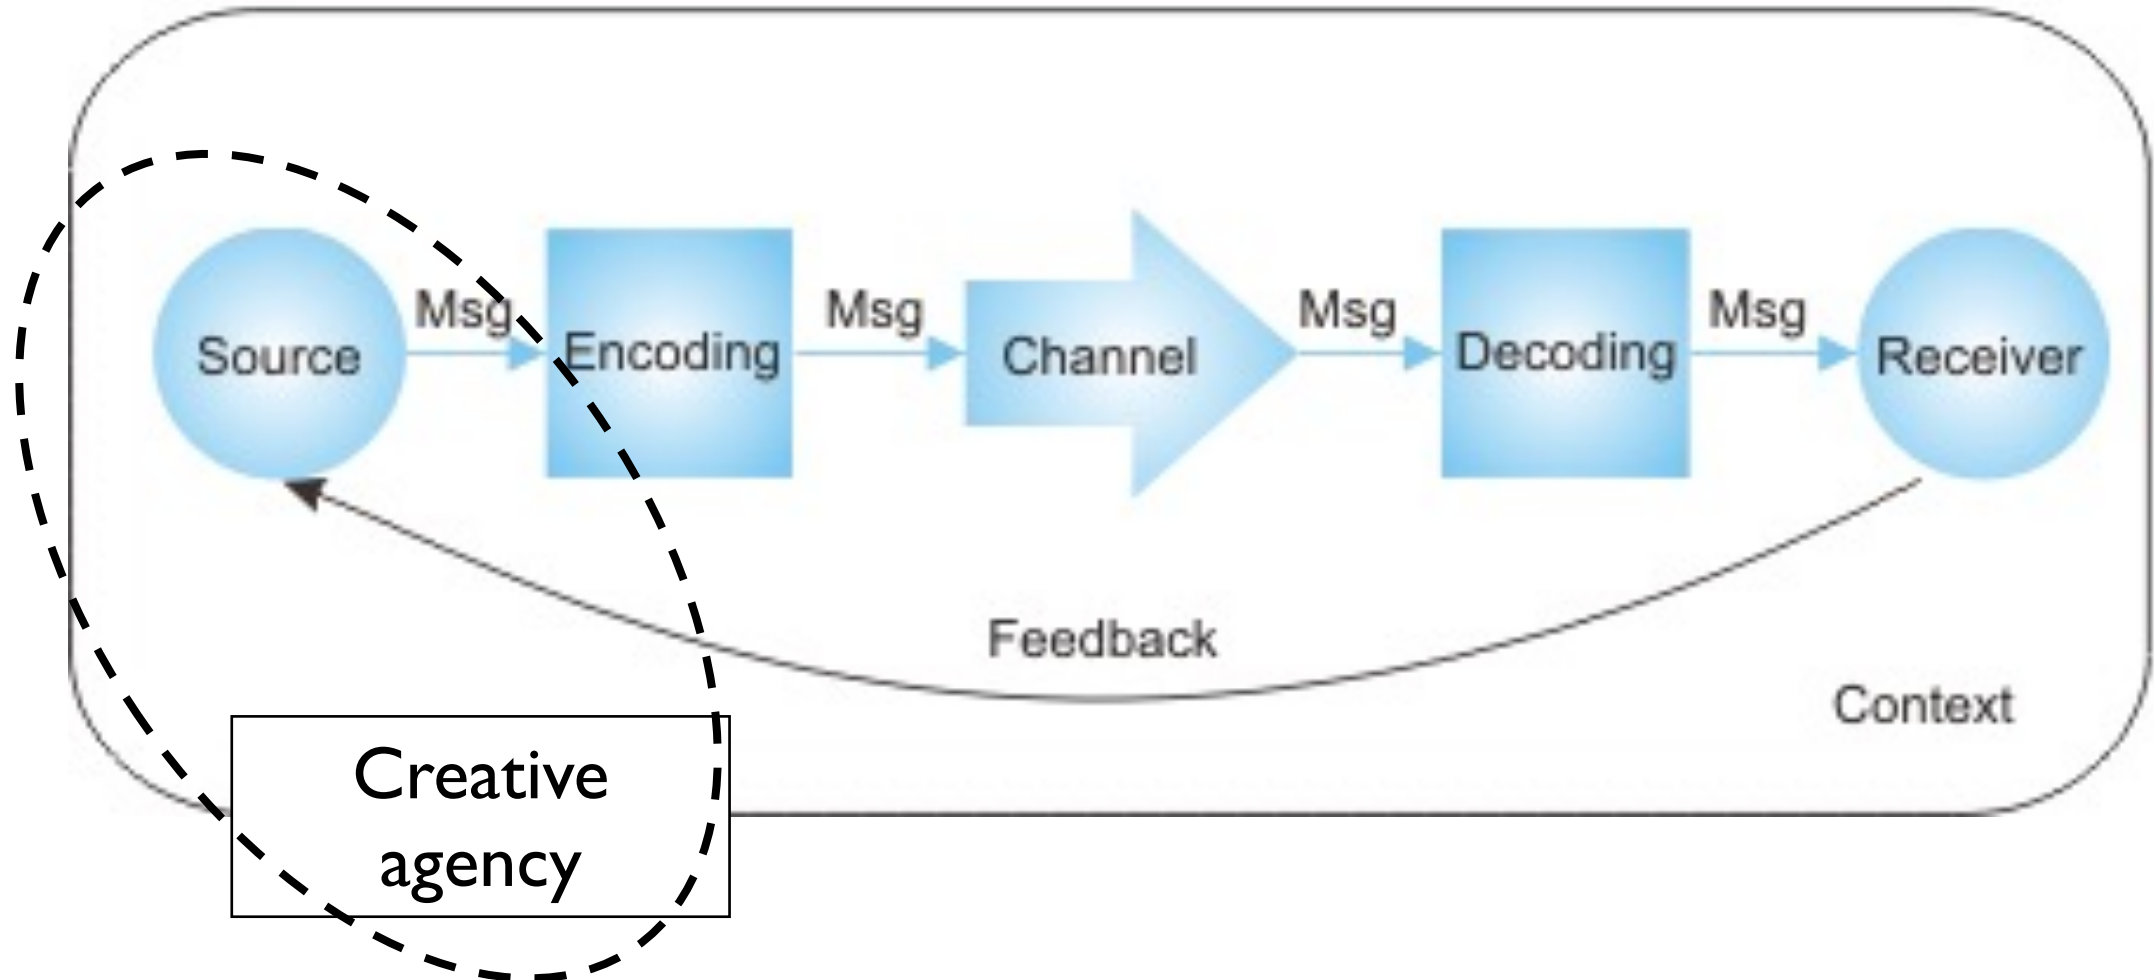 Msg
Msg
Msg
Msg
Source
Encoding
Channel
Decoding
Receiver
Feedback
Context
Creative
agency